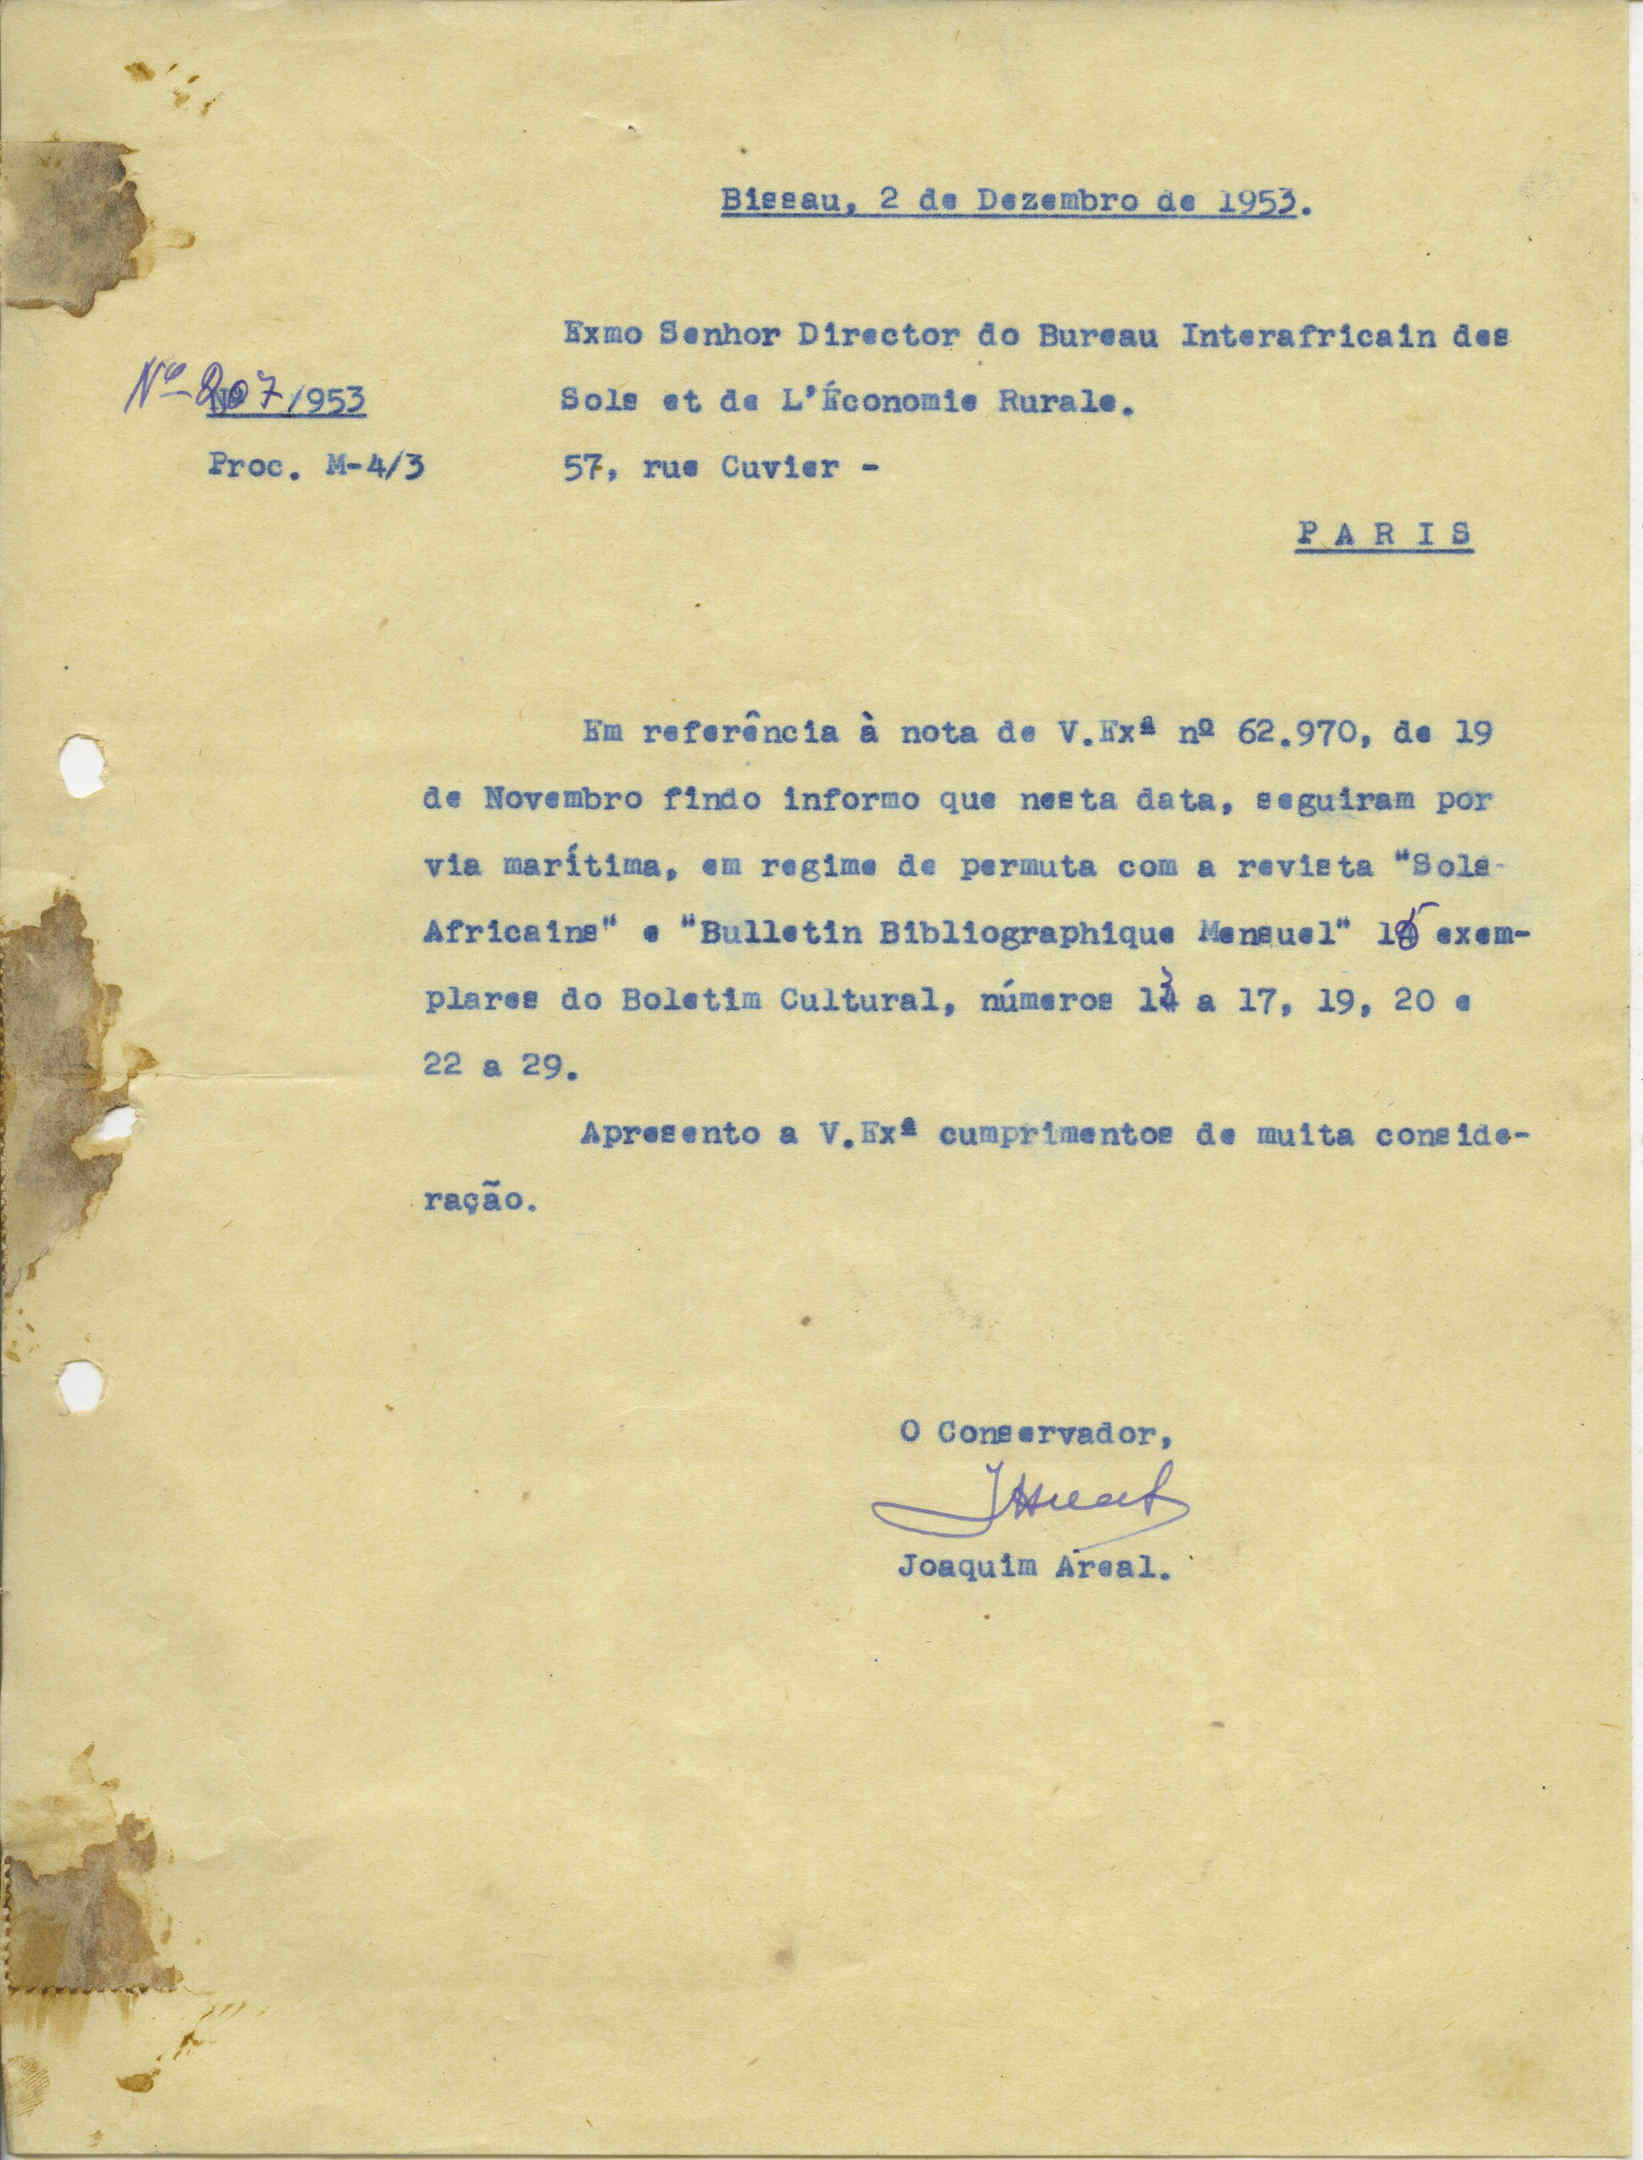 Bissau, 2 de Dezembro de 1953.
Exmo Senhor Director do Bureau Interafricain des
Nº 207/953
Sols et de L'Économie Rurale.
Proc. M-4/3
57, rue Cuvier -
P A R I S
Em referência à nota de V.Exª nº 62.970, de 19
de Novembro findo informo que nesta data, seguiram por
via marítima, em regime de permuta com a revista "Sols
Africains" e "Bulletin Bibliographique Mensuel" 15 exem-
plares do Boletim Cultural, números 13 a 17, 19, 20 e
22 a 29.
Apresento a V.Exª cumprimentos de muita conside-
ração.
O Conservador,
JAreal
Joaquim Areal.